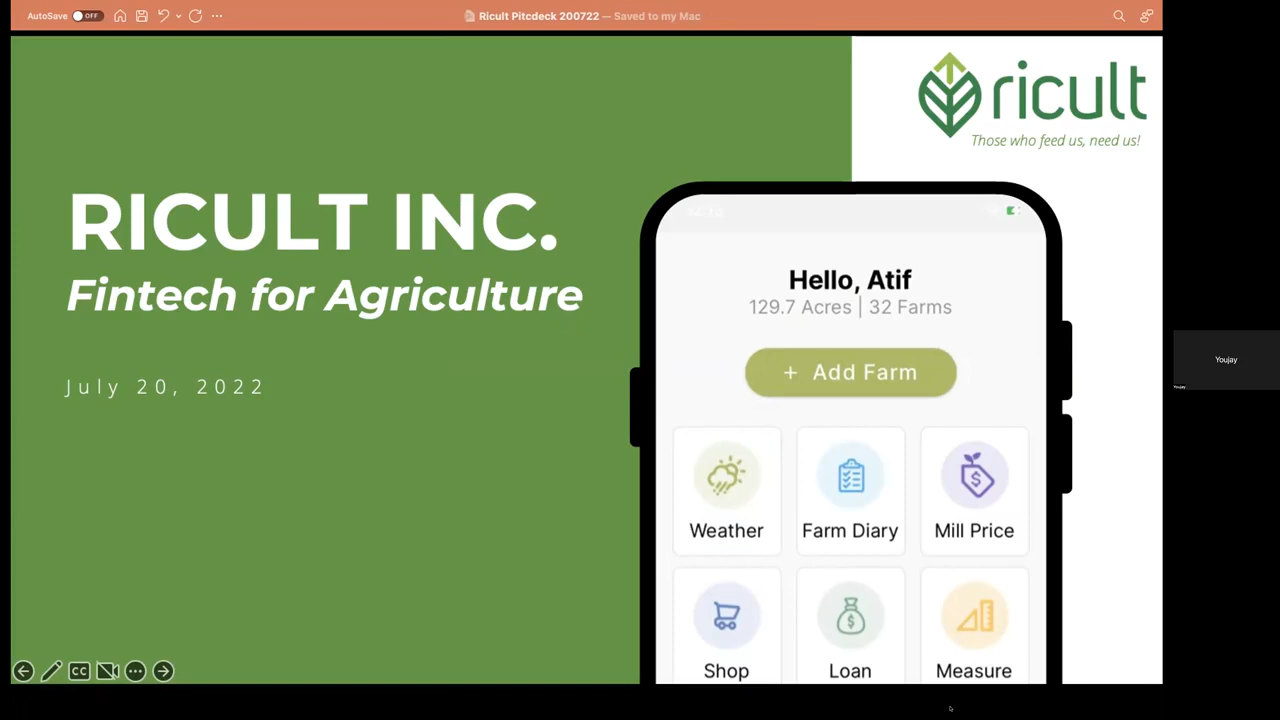 AutoSave OFF
Ricult Pitcdeck 200722 — Saved to my Mac
ricult
Those who feed us, need us!
RICULT INC.
Fintech for Agriculture
July 20, 2022
Hello, Atif
129.7 Acres | 32 Farms
+ Add Farm
Weather
Farm Diary
Mill Price
Shop
Loan
Measure
CC
Youjay
Youjay